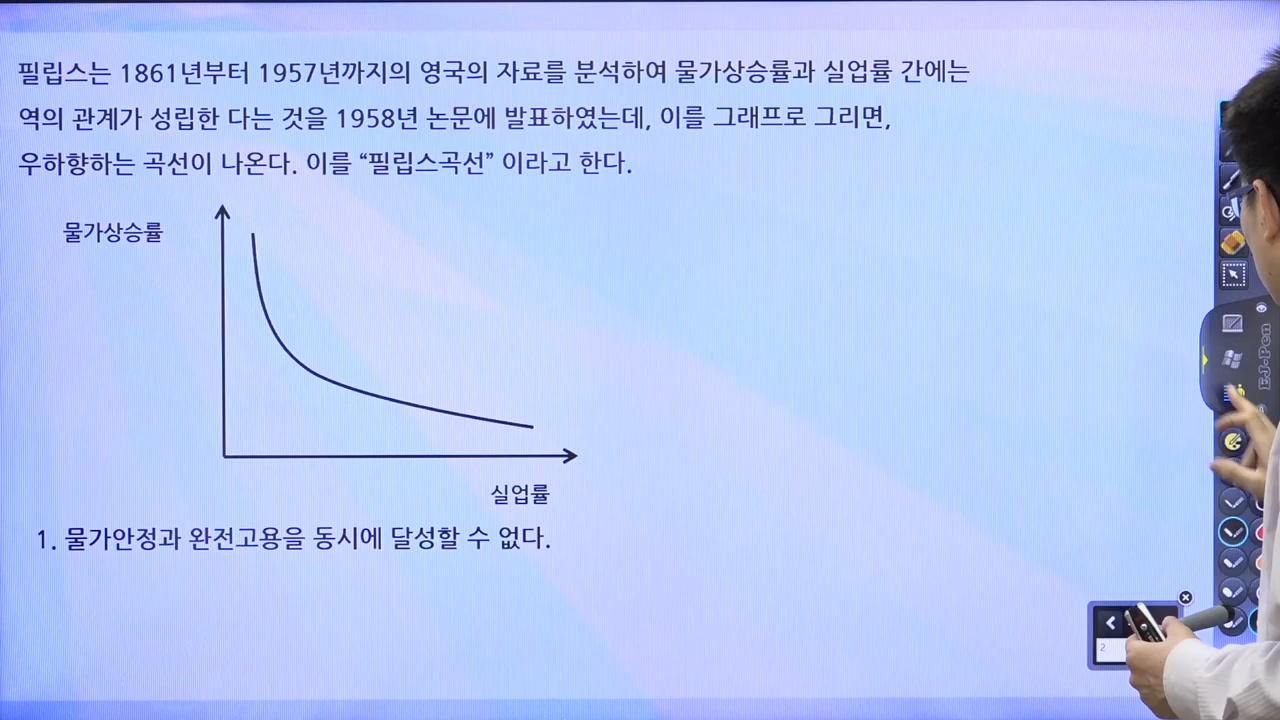 필립스는 1861년부터 1957년까지의 영국의 자료를 분석하여 물가상승률과 실업률 간에는
역의 관계가 성립한 다는 것을 1958년 논문에 발표하였는데, 이를 그래프로 그리면,
우하향하는 곡선이 나온다. 이를 “필립스곡선” 이라고 한다.
물가상승률
실업률
1. 물가안정과 완전고용을 동시에 달성할 수 없다.
EJ-Pen
2